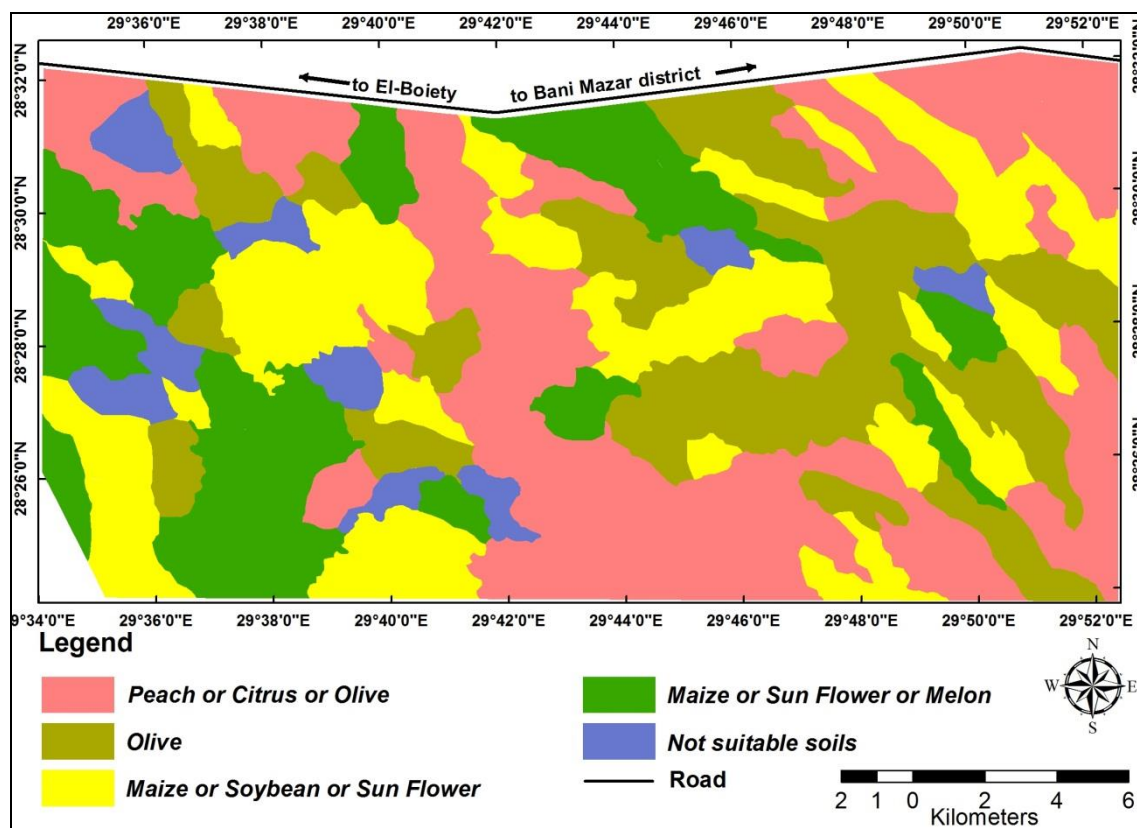 29°36'0"E 29°38'0"E 29°40'0"E 29°42'0"E 29°44'0"E 29°46'0"E 29°48'0"E 29°50'0"E 29°52'0"E
to El-Boiety to Bani Mazar district
28°32'0"N
28°30'0"N
28°28'0"N
28°26'0"N
29°34'0"E 29°36'0"E 29°38'0"E 29°40'0"E 29°42'0"E 29°44'0"E 29°46'0"E 29°48'0"E 29°50'0"E 29°52'0"E
Legend
Peach or Citrus or Olive
Olive
Maize or Soybean or Sun Flower
Maize or Sun Flower or Melon
Not suitable soils
Road
N
W E
S
2 1 0 2 4 6
Kilometers